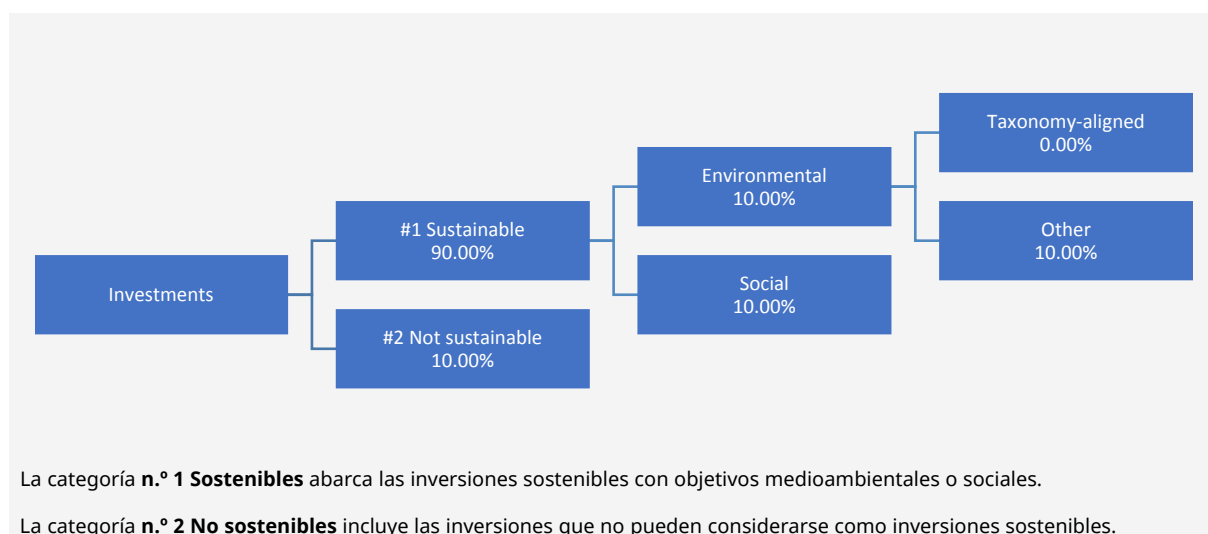 Taxonomy-aligned
0.00%
Environmental
10.00%
#1 Sustainable
90.00%
Other
10.00%
Investments
Social
10.00%
#2 Not sustainable
10.00%
La categoría n.º 1 Sostenibles abarca las inversiones sostenibles con objetivos medioambientales o sociales.
La categoría n.º 2 No sostenibles incluye las inversiones que no pueden considerarse como inversiones sostenibles.